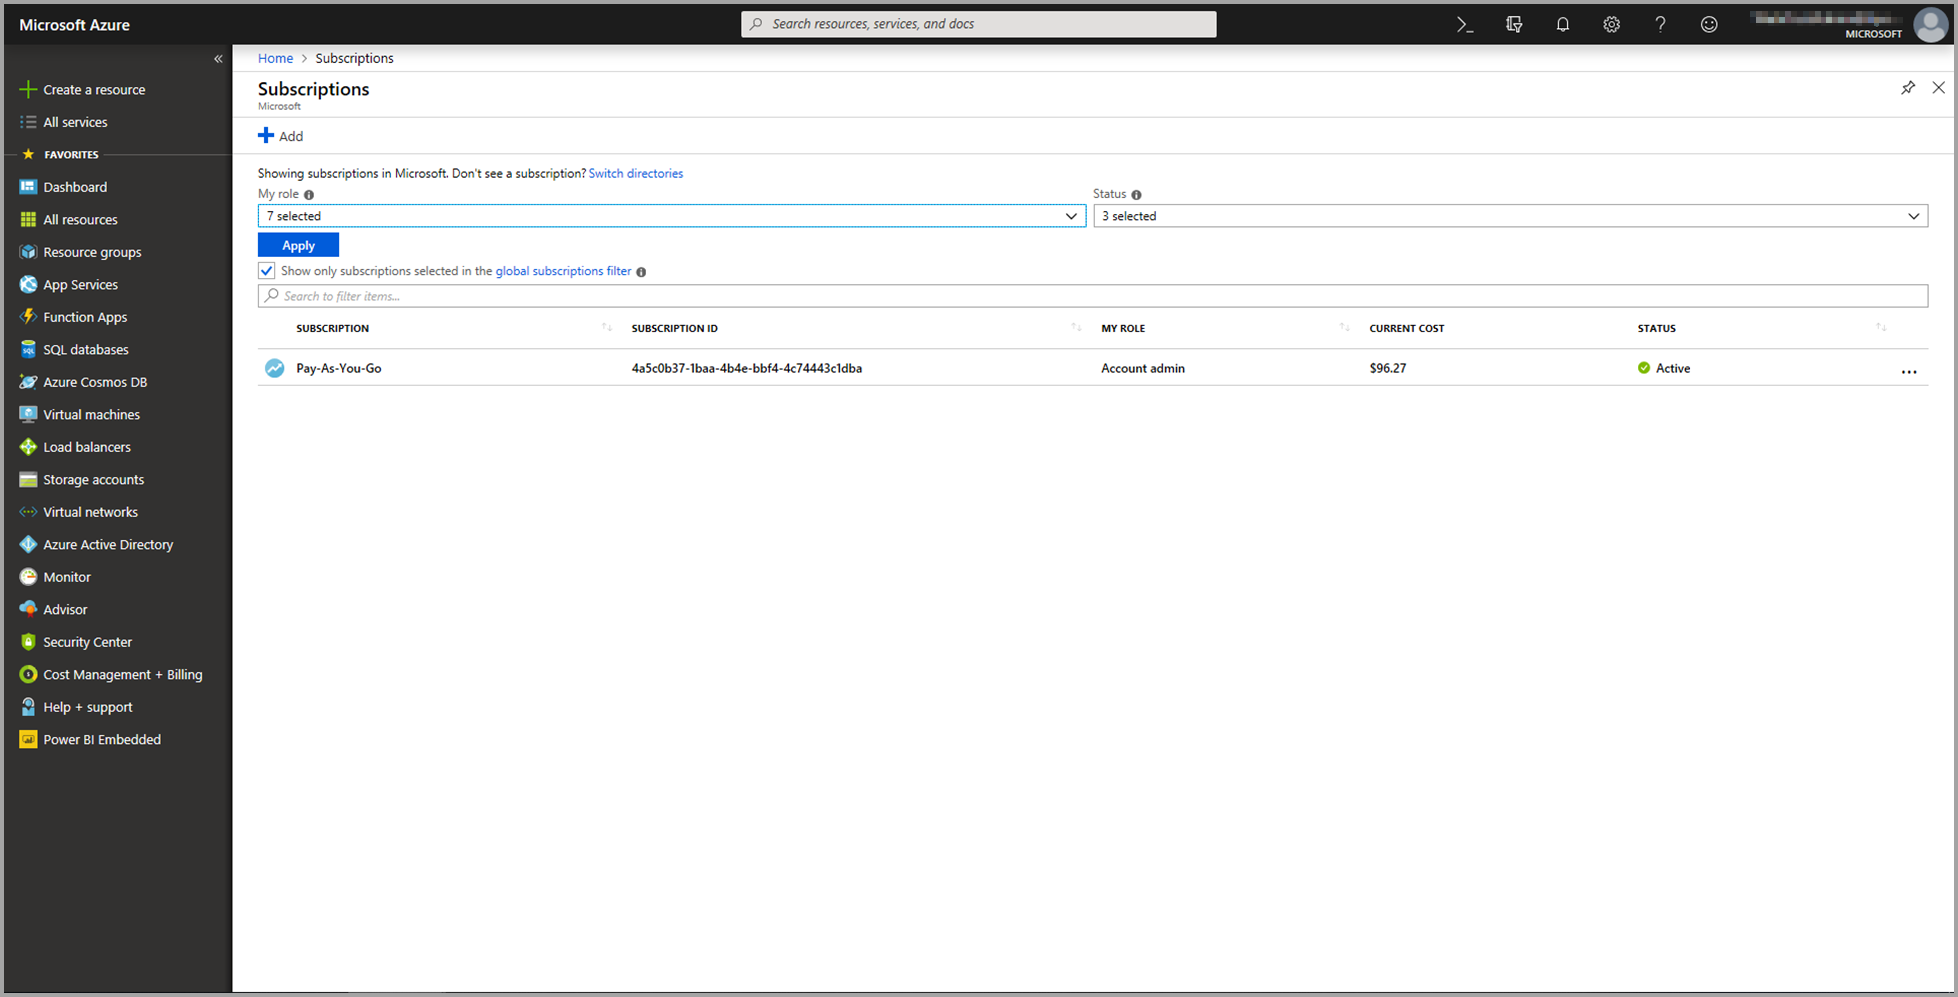 Microsoft Azure
Search resources, services, and docs
MICROSOFT
Create a resource
All services
FAVORITES
Dashboard
All resources
Resource groups
App Services
Function Apps
SQL databases
Azure Cosmos DB
Virtual machines
Load balancers
Storage accounts
Virtual networks
Azure Active Directory
Monitor
Advisor
Security Center
Cost Management + Billing
Help + support
Power BI Embedded
Home > Subscriptions
Subscriptions
Microsoft
Add
Showing subscriptions in Microsoft. Don't see a subscription? Switch directories
My role Status
7 selected 3 selected
Apply
Show only subscriptions selected in the global subscriptions filter
Search to filter items...
SUBSCRIPTION SUBSCRIPTION ID MY ROLE CURRENT COST STATUS
Pay-As-You-Go 4a5c0b37-1baa-4b4e-bbf4-4c74443c1dba Account admin $96.27 Active ...